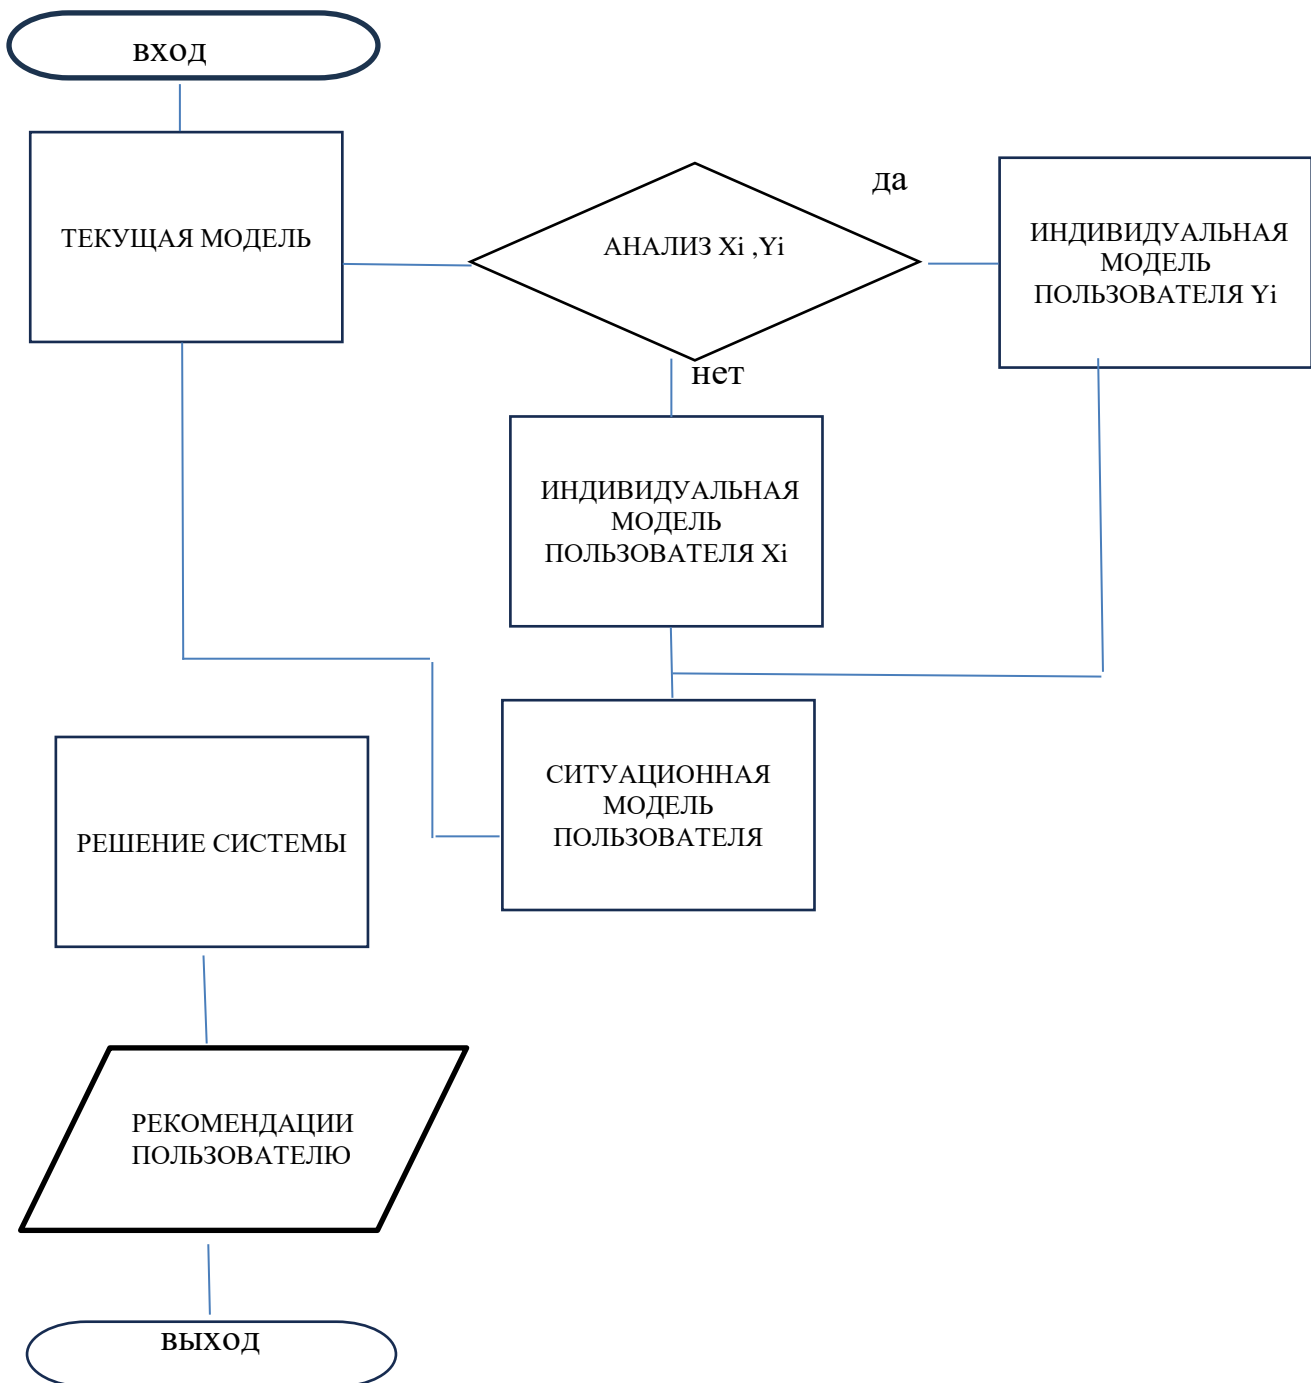 вход
ТЕКУЩАЯ МОДЕЛЬ
АНАЛИЗ Xi ,Yi
да
ИНДИВИДУАЛЬНАЯ
МОДЕЛЬ
ПОЛЬЗОВАТЕЛЯ Yi
нет
ИНДИВИДУАЛЬНАЯ
МОДЕЛЬ
ПОЛЬЗОВАТЕЛЯ Xi
СИТУАЦИОННАЯ
МОДЕЛЬ
ПОЛЬЗОВАТЕЛЯ
РЕШЕНИЕ СИСТЕМЫ
РЕКОМЕНДАЦИИ
ПОЛЬЗОВАТЕЛЮ
выход